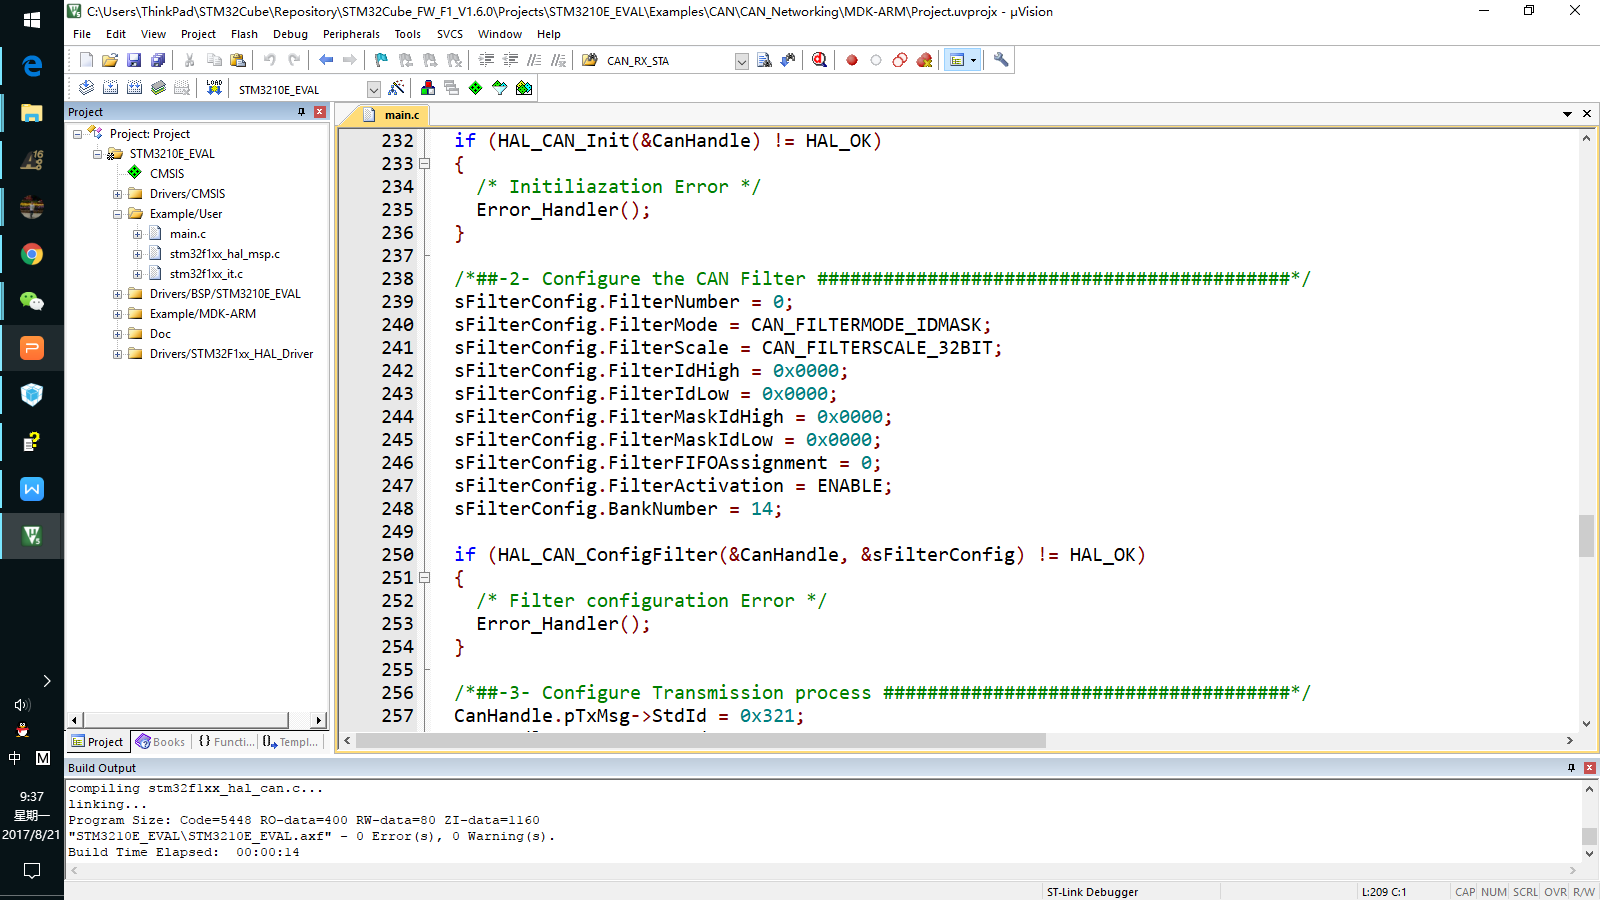 C:\Users\ThinkPad\STM32Cube\Repository\STM32Cube_FW_F1_V1.6.0\Projects\STM3210E_EVAL\Examples\CAN\CAN_Networking\MDK-ARM\Project.uvprojx - µVision
File Edit View Project Flash Debug Peripherals Tools SVCS Window Help
CAN_RX_STA
LOAD STM3210E_EVAL
Project
Project: Project
STM3210E_EVAL
CMSIS
Drivers/CMSIS
Example/User
main.c
stm32f1xx_hal_msp.c
stm32f1xx_it.c
Drivers/BSP/STM3210E_EVAL
Example/MDK-ARM
Doc
Drivers/STM32F1xx_HAL_Driver
Project Books {} Functi... Templ...
main.c
232 if (HAL_CAN_Init(&CanHandle) != HAL_OK)
233 {
234 /* Initiliazation Error */
235 Error_Handler();
236 }
237
238 /*##-2- Configure the CAN Filter ###########################################*/
239 sFilterConfig.FilterNumber = 0;
240 sFilterConfig.FilterMode = CAN_FILTERMODE_IDMASK;
241 sFilterConfig.FilterScale = CAN_FILTERSCALE_32BIT;
242 sFilterConfig.FilterIdHigh = 0x0000;
243 sFilterConfig.FilterIdLow = 0x0000;
244 sFilterConfig.FilterMaskIdHigh = 0x0000;
245 sFilterConfig.FilterMaskIdLow = 0x0000;
246 sFilterConfig.FilterFIFOAssignment = 0;
247 sFilterConfig.FilterActivation = ENABLE;
248 sFilterConfig.BankNumber = 14;
249
250 if (HAL_CAN_ConfigFilter(&CanHandle, &sFilterConfig) != HAL_OK)
251 {
252 /* Filter configuration Error */
253 Error_Handler();
254 }
255
256 /*##-3- Configure Transmission process #####################################*/
257 CanHandle.pTxMsg->StdId = 0x321;
Build Output
compiling stm32f1xx_hal_can.c...
linking...
Program Size: Code=5448 RO-data=400 RW-data=80 ZI-data=1160
"STM3210E_EVAL\STM3210E_EVAL.axf" - 0 Error(s), 0 Warning(s).
Build Time Elapsed:  00:00:14
ST-Link Debugger L:209 C:1 CAP NUM SCRL OVR R/W
中 M
9:37
星期一
2017/8/21